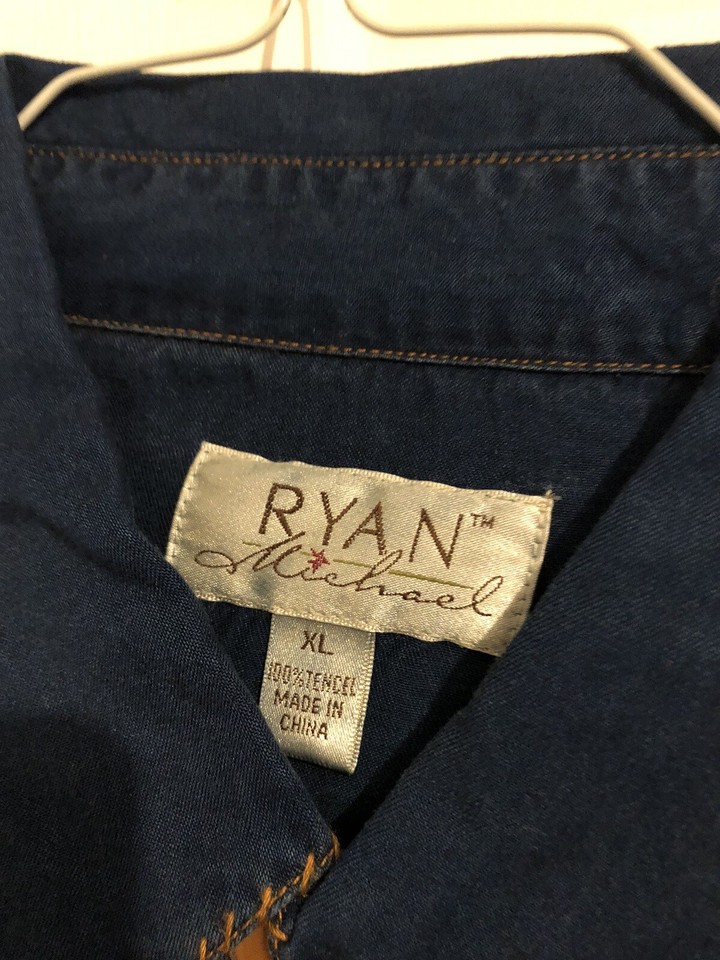 RYAN™
Michael
XL
100% TENCEL
MADE IN
CHINA